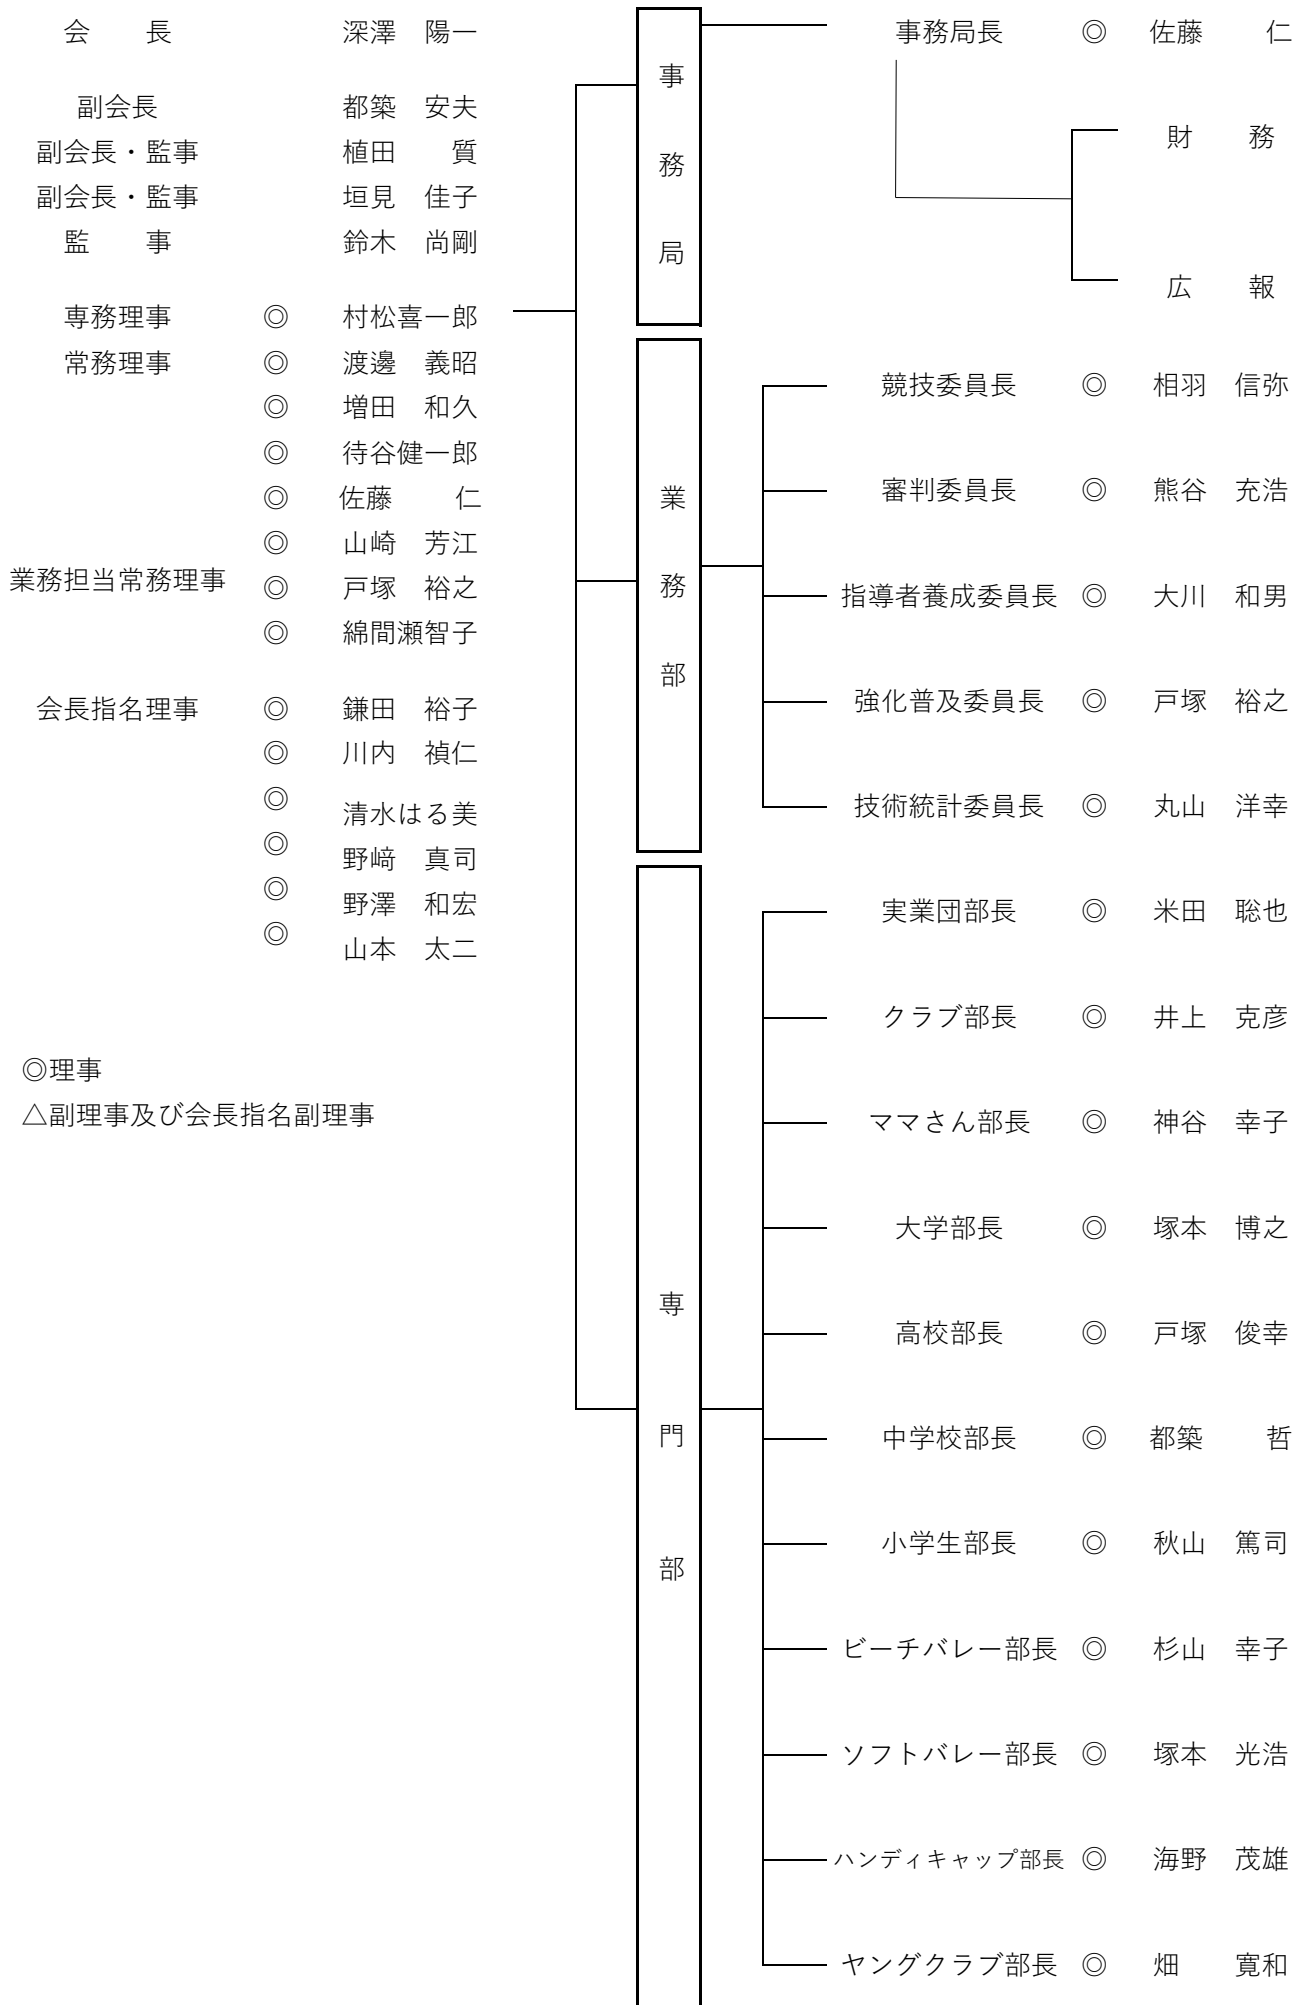 会　　長　深澤　陽一
副会長　都築　安夫
副会長・監事　植田　　質
副会長・監事　垣見　佳子
監　　事　鈴木　尚剛
専務理事　◎　村松喜一郎
常務理事　◎　渡邊　義昭
◎　増田　和久
◎　待谷健一郎
◎　佐藤　　仁
◎　山崎　芳江
業務担当常務理事　◎　戸塚　裕之
◎　綿間瀬智子
会長指名理事　◎　鎌田　裕子
◎　川内　禎仁
◎　清水はる美
◎　野﨑　真司
◎　野澤　和宏
◎　山本　太二
◎理事
△副理事及び会長指名副理事
事務局
事務局長　◎　佐藤　　仁
財　　務
広　　報
業務部
競技委員長　◎　相羽　信弥
審判委員長　◎　熊谷　充浩
指導者養成委員長　◎　大川　和男
強化普及委員長　◎　戸塚　裕之
技術統計委員長　◎　丸山　洋幸
専門部
実業団部長　◎　米田　聡也
クラブ部長　◎　井上　克彦
ママさん部長　◎　神谷　幸子
大学部長　◎　塚本　博之
高校部長　◎　戸塚　俊幸
中学校部長　◎　都築　　哲
小学生部長　◎　秋山　篤司
ビーチバレー部長　◎　杉山　幸子
ソフトバレー部長　◎　塚本　光浩
ハンディキャップ部長　◎　海野　茂雄
ヤングクラブ部長　◎　畑　　寛和